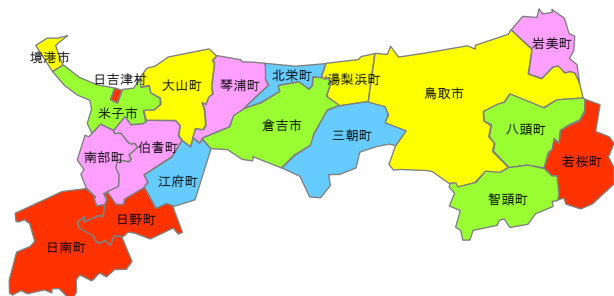 岩美町
境港市
日吉津村
大山町
琴浦町
北栄町
湯梨浜町
鳥取市
米子市
倉吉市
三朝町
八頭町
南部町
伯耆町
江府町
若桜町
智頭町
日野町
日南町